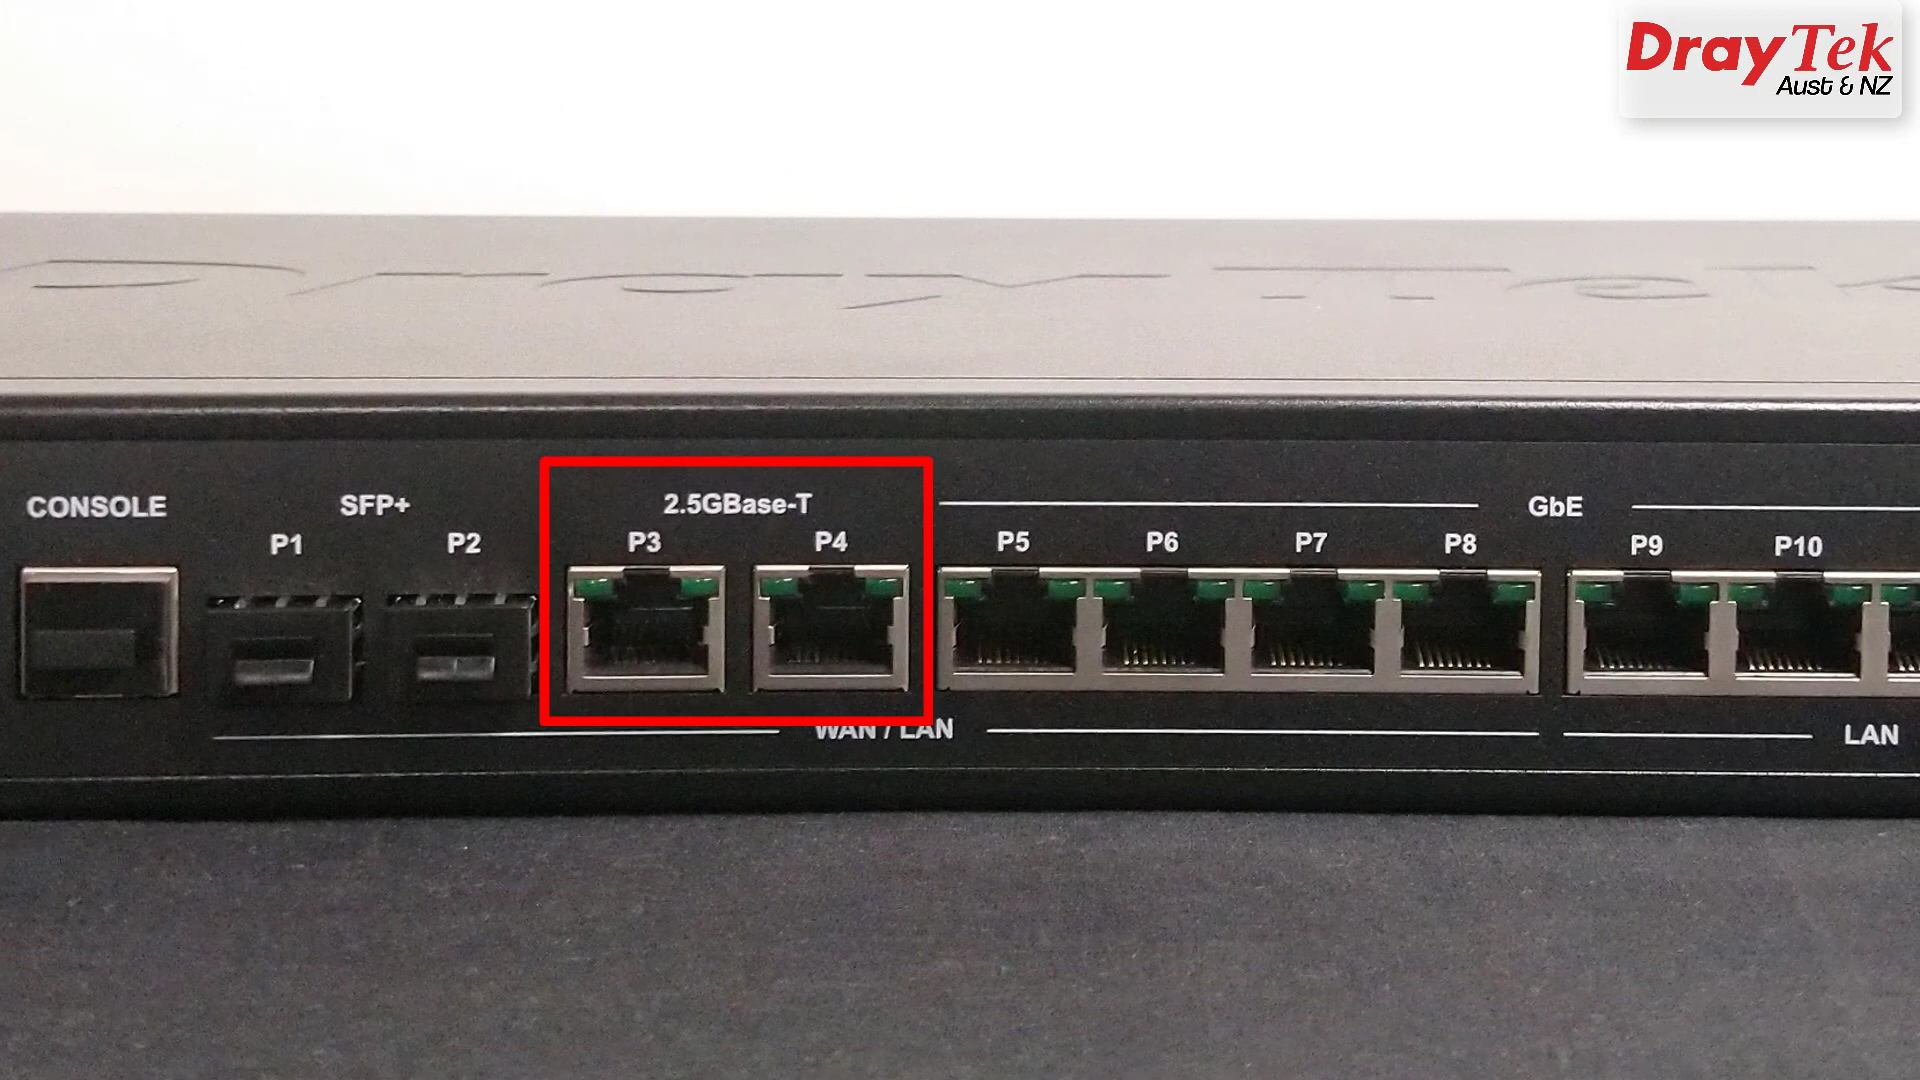 DrayTek
Aust & NZ
DrayTek
CONSOLE
SFP+
2.5GBase-T
GbE
P1
P2
P3
P4
P5
P6
P7
P8
P9
P10
WAN / LAN
LAN